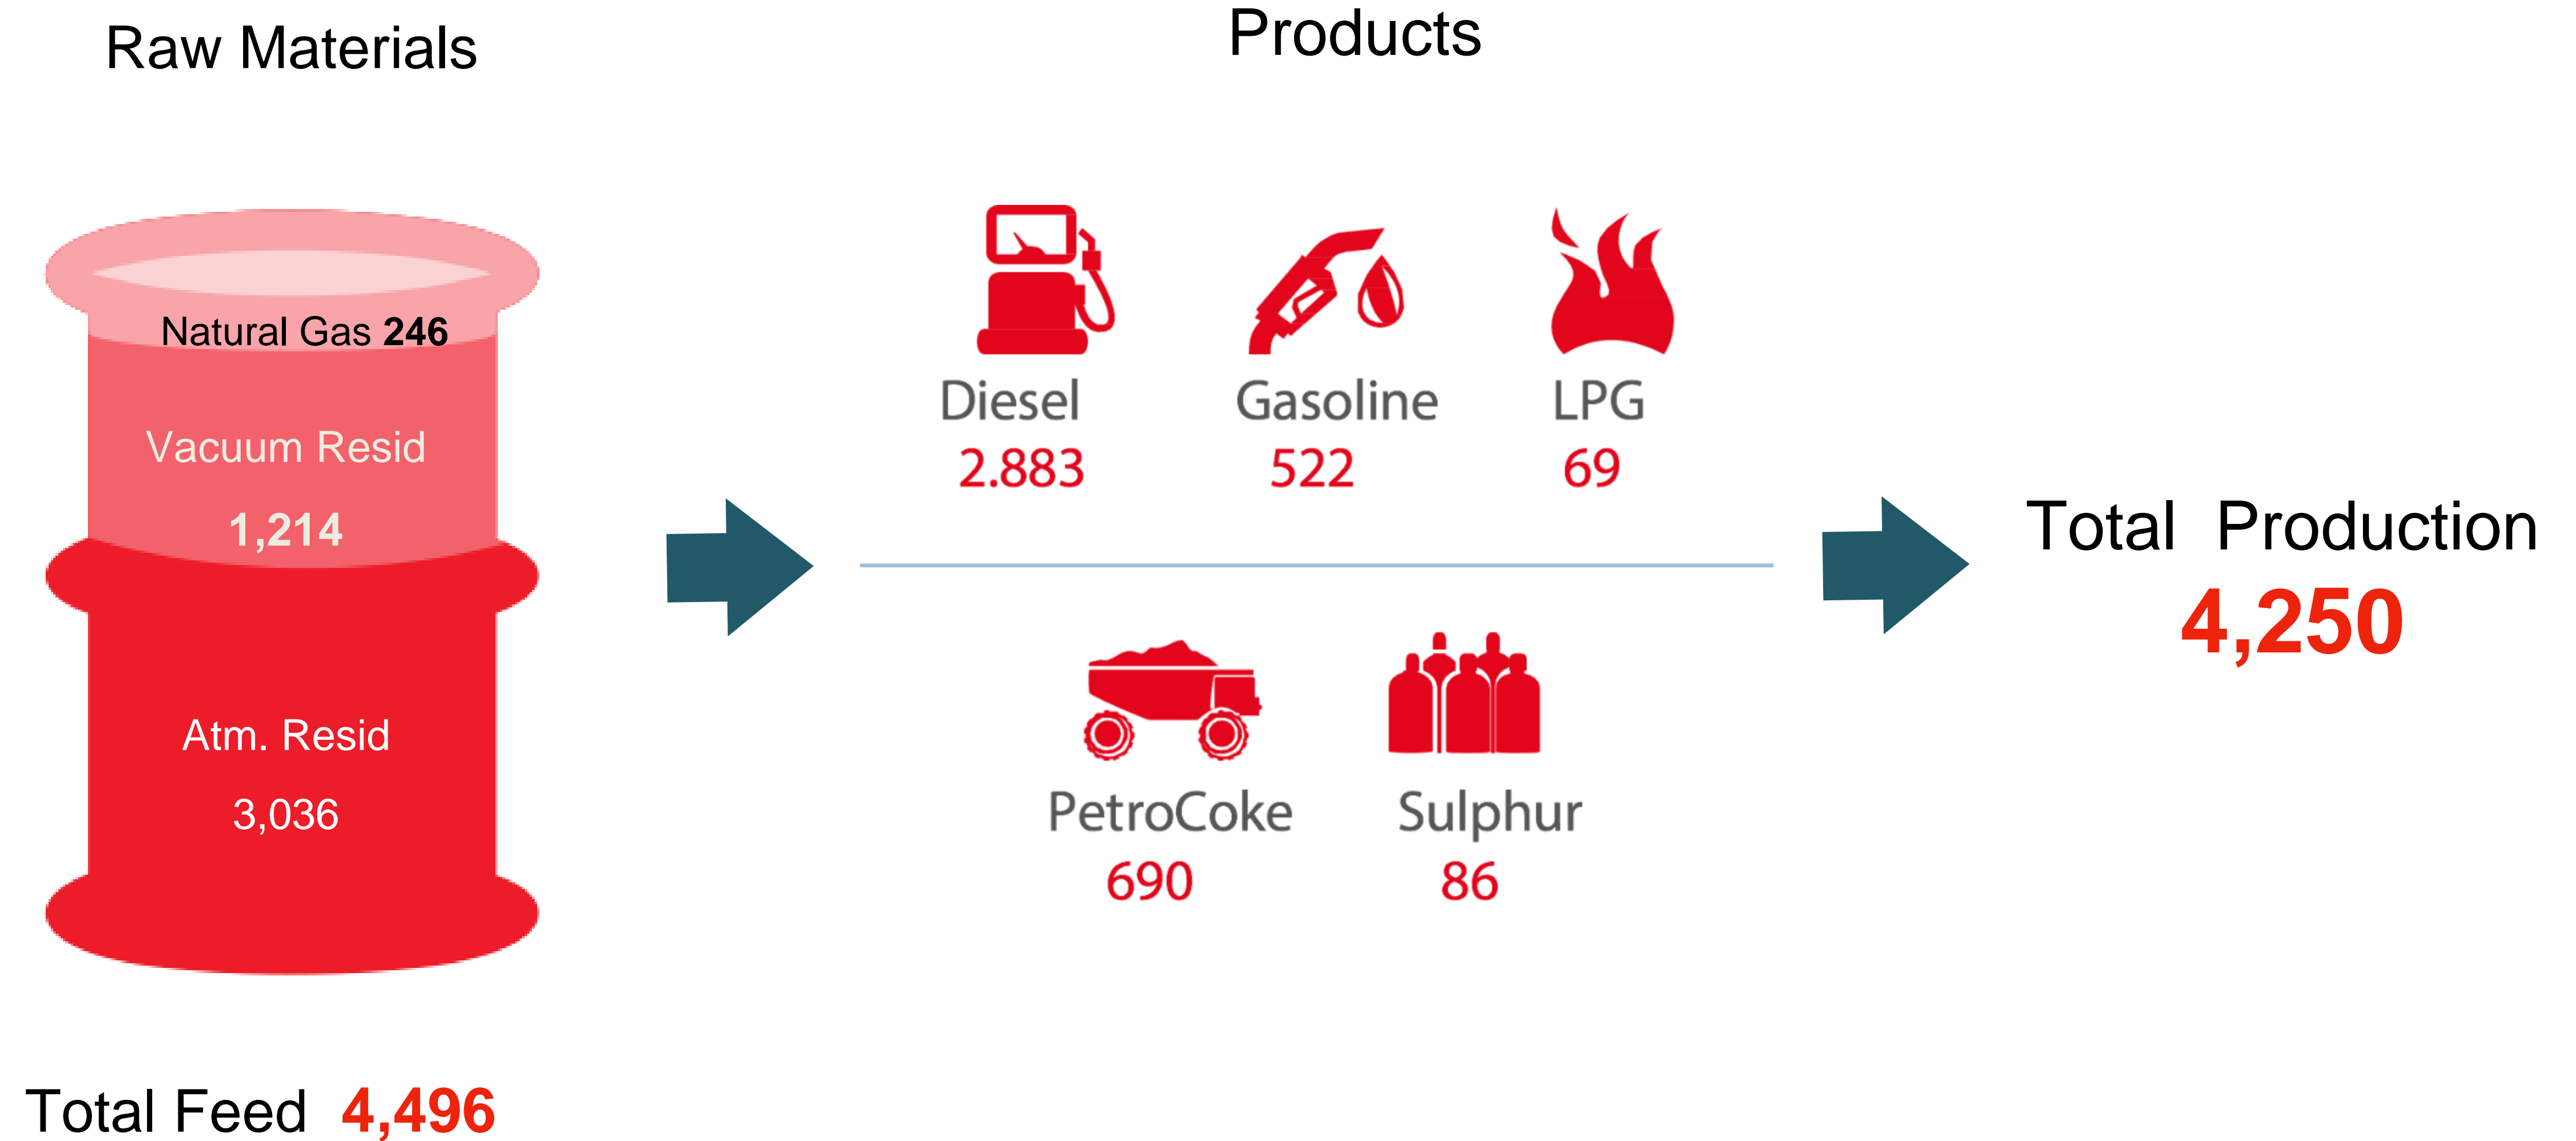 Raw Materials
Products
Natural Gas 246
Vacuum Resid
1,214
Atm. Resid
3,036
Total Feed 4,496
Diesel Gasoline LPG
2.883 522 69
PetroCoke Sulphur
690 86
Total Production
4,250